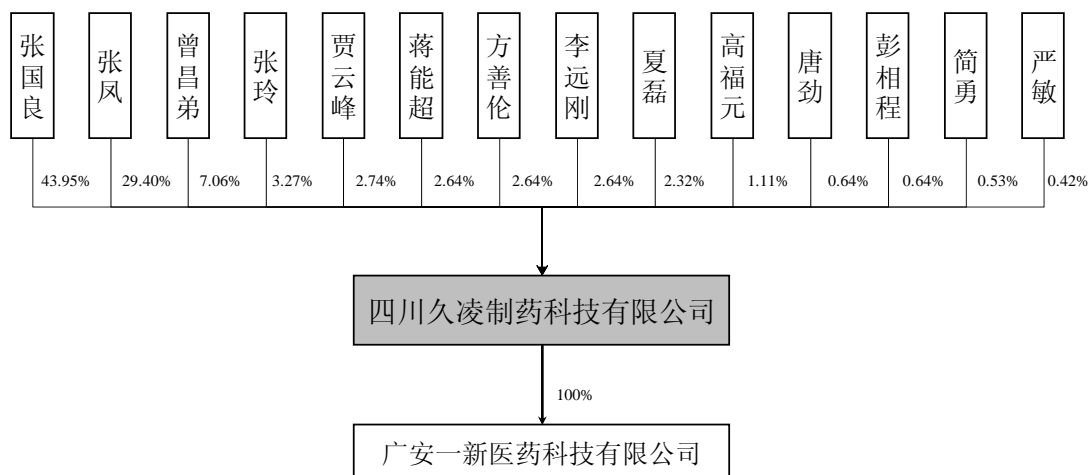 张国良
张凤
曾昌弟
张玲
贾云峰
蒋能超
方善伦
李远刚
夏磊
高福元
唐劲
彭相程
简勇
严敏
43.95%
29.40%
7.06%
3.27%
2.74%
2.64%
2.64%
2.64%
2.32%
1.11%
0.64%
0.64%
0.53%
0.42%
四川久凌制药科技有限公司
100%
广安一新医药科技有限公司